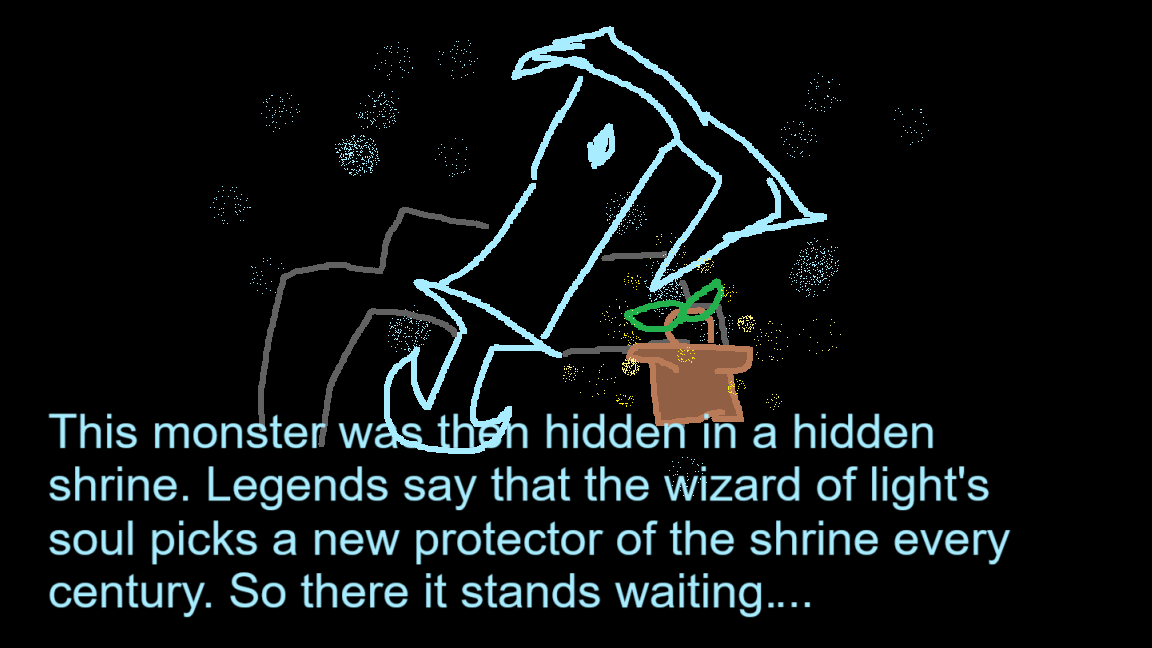 This monster was then hidden in a hidden
shrine. Legends say that the wizard of light's
soul picks a new protector of the shrine every
century. So there it stands waiting....